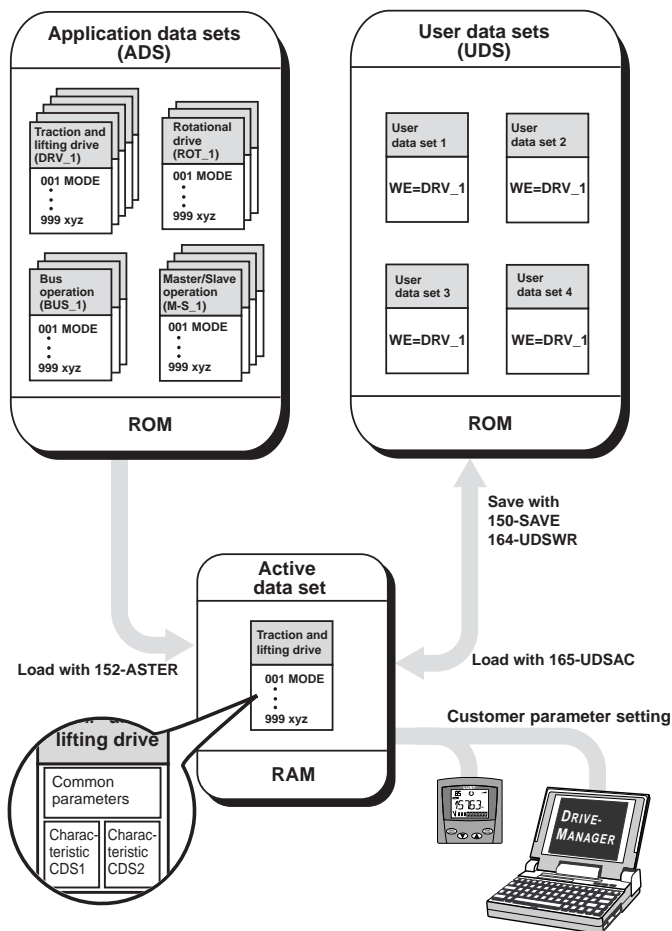 Application data sets
(ADS)
Traction and
lifting drive
(DRV_1)
001 MODE
999 xyz
Rotational
drive
(ROT_1)
001 MODE
999 xyz
Bus
operation
(BUS_1)
001 MODE
999 xyz
Master/Slave
operation
(M-S_1)
001 MODE
999 xyz
ROM
User data sets
(UDS)
User
data set 1
WE=DRV_1
User
data set 2
WE=DRV_1
User
data set 3
WE=DRV_1
User
data set 4
WE=DRV_1
ROM
Save with
150-SAVE
164-UDSWR
Active
data set
Traction and
lifting drive
001 MODE
999 xyz
RAM
Load with 152-ASTER
Load with 165-UDSAC
Customer parameter setting
lifting drive
Common
parameters
Charac-
teristic
CDS1
Charac-
teristic
CDS2
DRIVE-
MANAGER